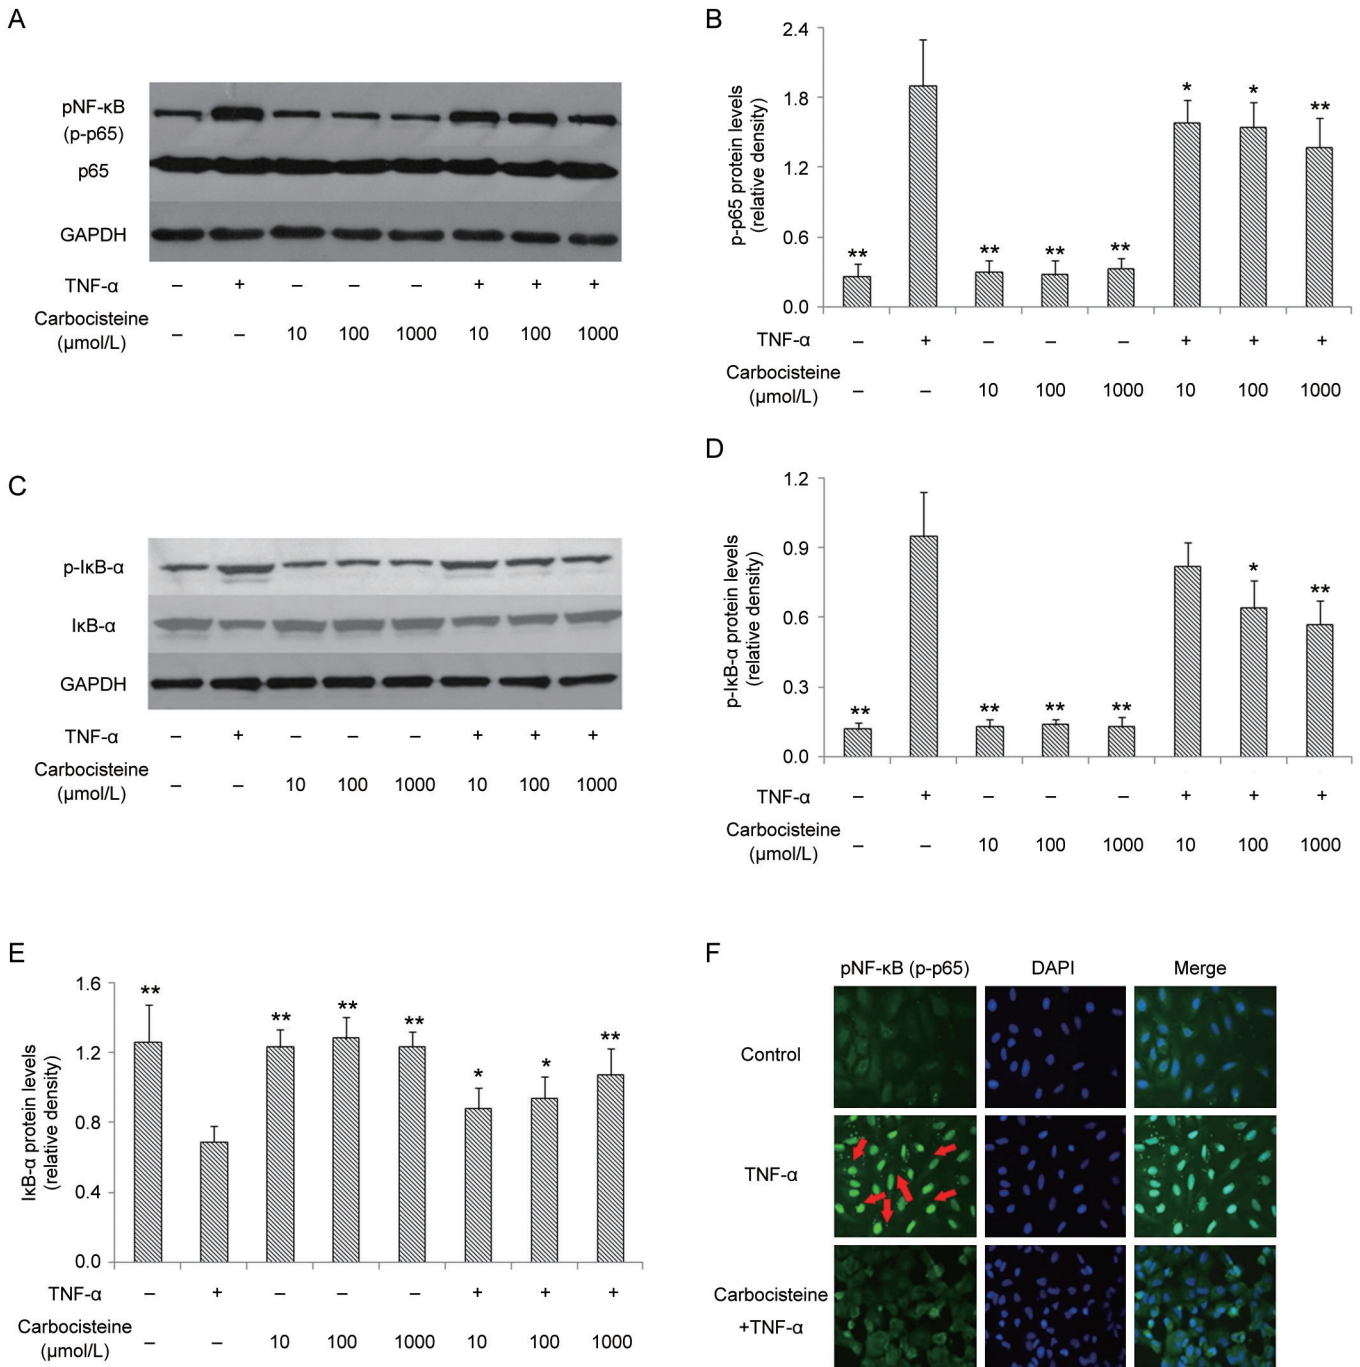 A
pNF-κB
(p-p65)
p65
GAPDH
TNF-α – + – – – + + +
Carbocisteine
(μmol/L) – – 10 100 1000 10 100 1000
B
2.4
1.8
1.2
0.6
0.0
p-p65 protein levels
(relative density)
** ** ** ** * * **
TNF-α – + – – – + + +
Carbocisteine
(μmol/L) – – 10 100 1000 10 100 1000
C
p-IκB-α
IκB-α
GAPDH
TNF-α – + – – – + + +
Carbocisteine
(μmol/L) – – 10 100 1000 10 100 1000
D
1.2
0.9
0.6
0.3
0.0
p-IκB-α protein levels
(relative density)
** ** ** ** * **
TNF-α – + – – – + + +
Carbocisteine
(μmol/L) – – 10 100 1000 10 100 1000
E
1.6
1.2
0.8
0.4
0.0
IκB-α protein levels
(relative density)
** ** ** ** * * **
TNF-α – + – – – + + +
Carbocisteine
(μmol/L) – – 10 100 1000 10 100 1000
F
pNF-κB (p-p65) DAPI Merge
Control
TNF-α
Carbocisteine
+TNF-α